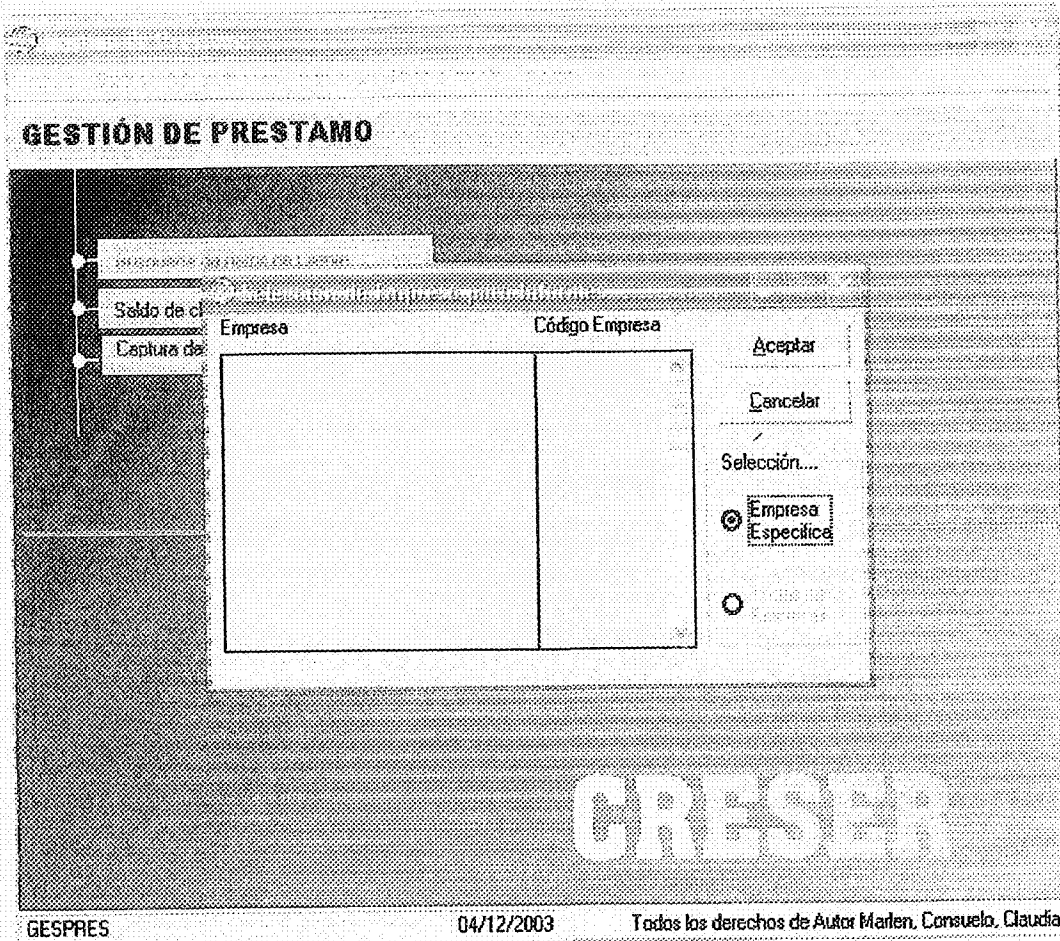 GESTIÓN DE PRESTAMO
Saldo de cl
Captura de
Empresa
Código Empresa
Aceptar
Cancelar
Selección....
Empresa
Especifica
CRESER
GESPRES
04/12/2003
Todos los derechos de Autor Marlen, Consuelo, Claudia